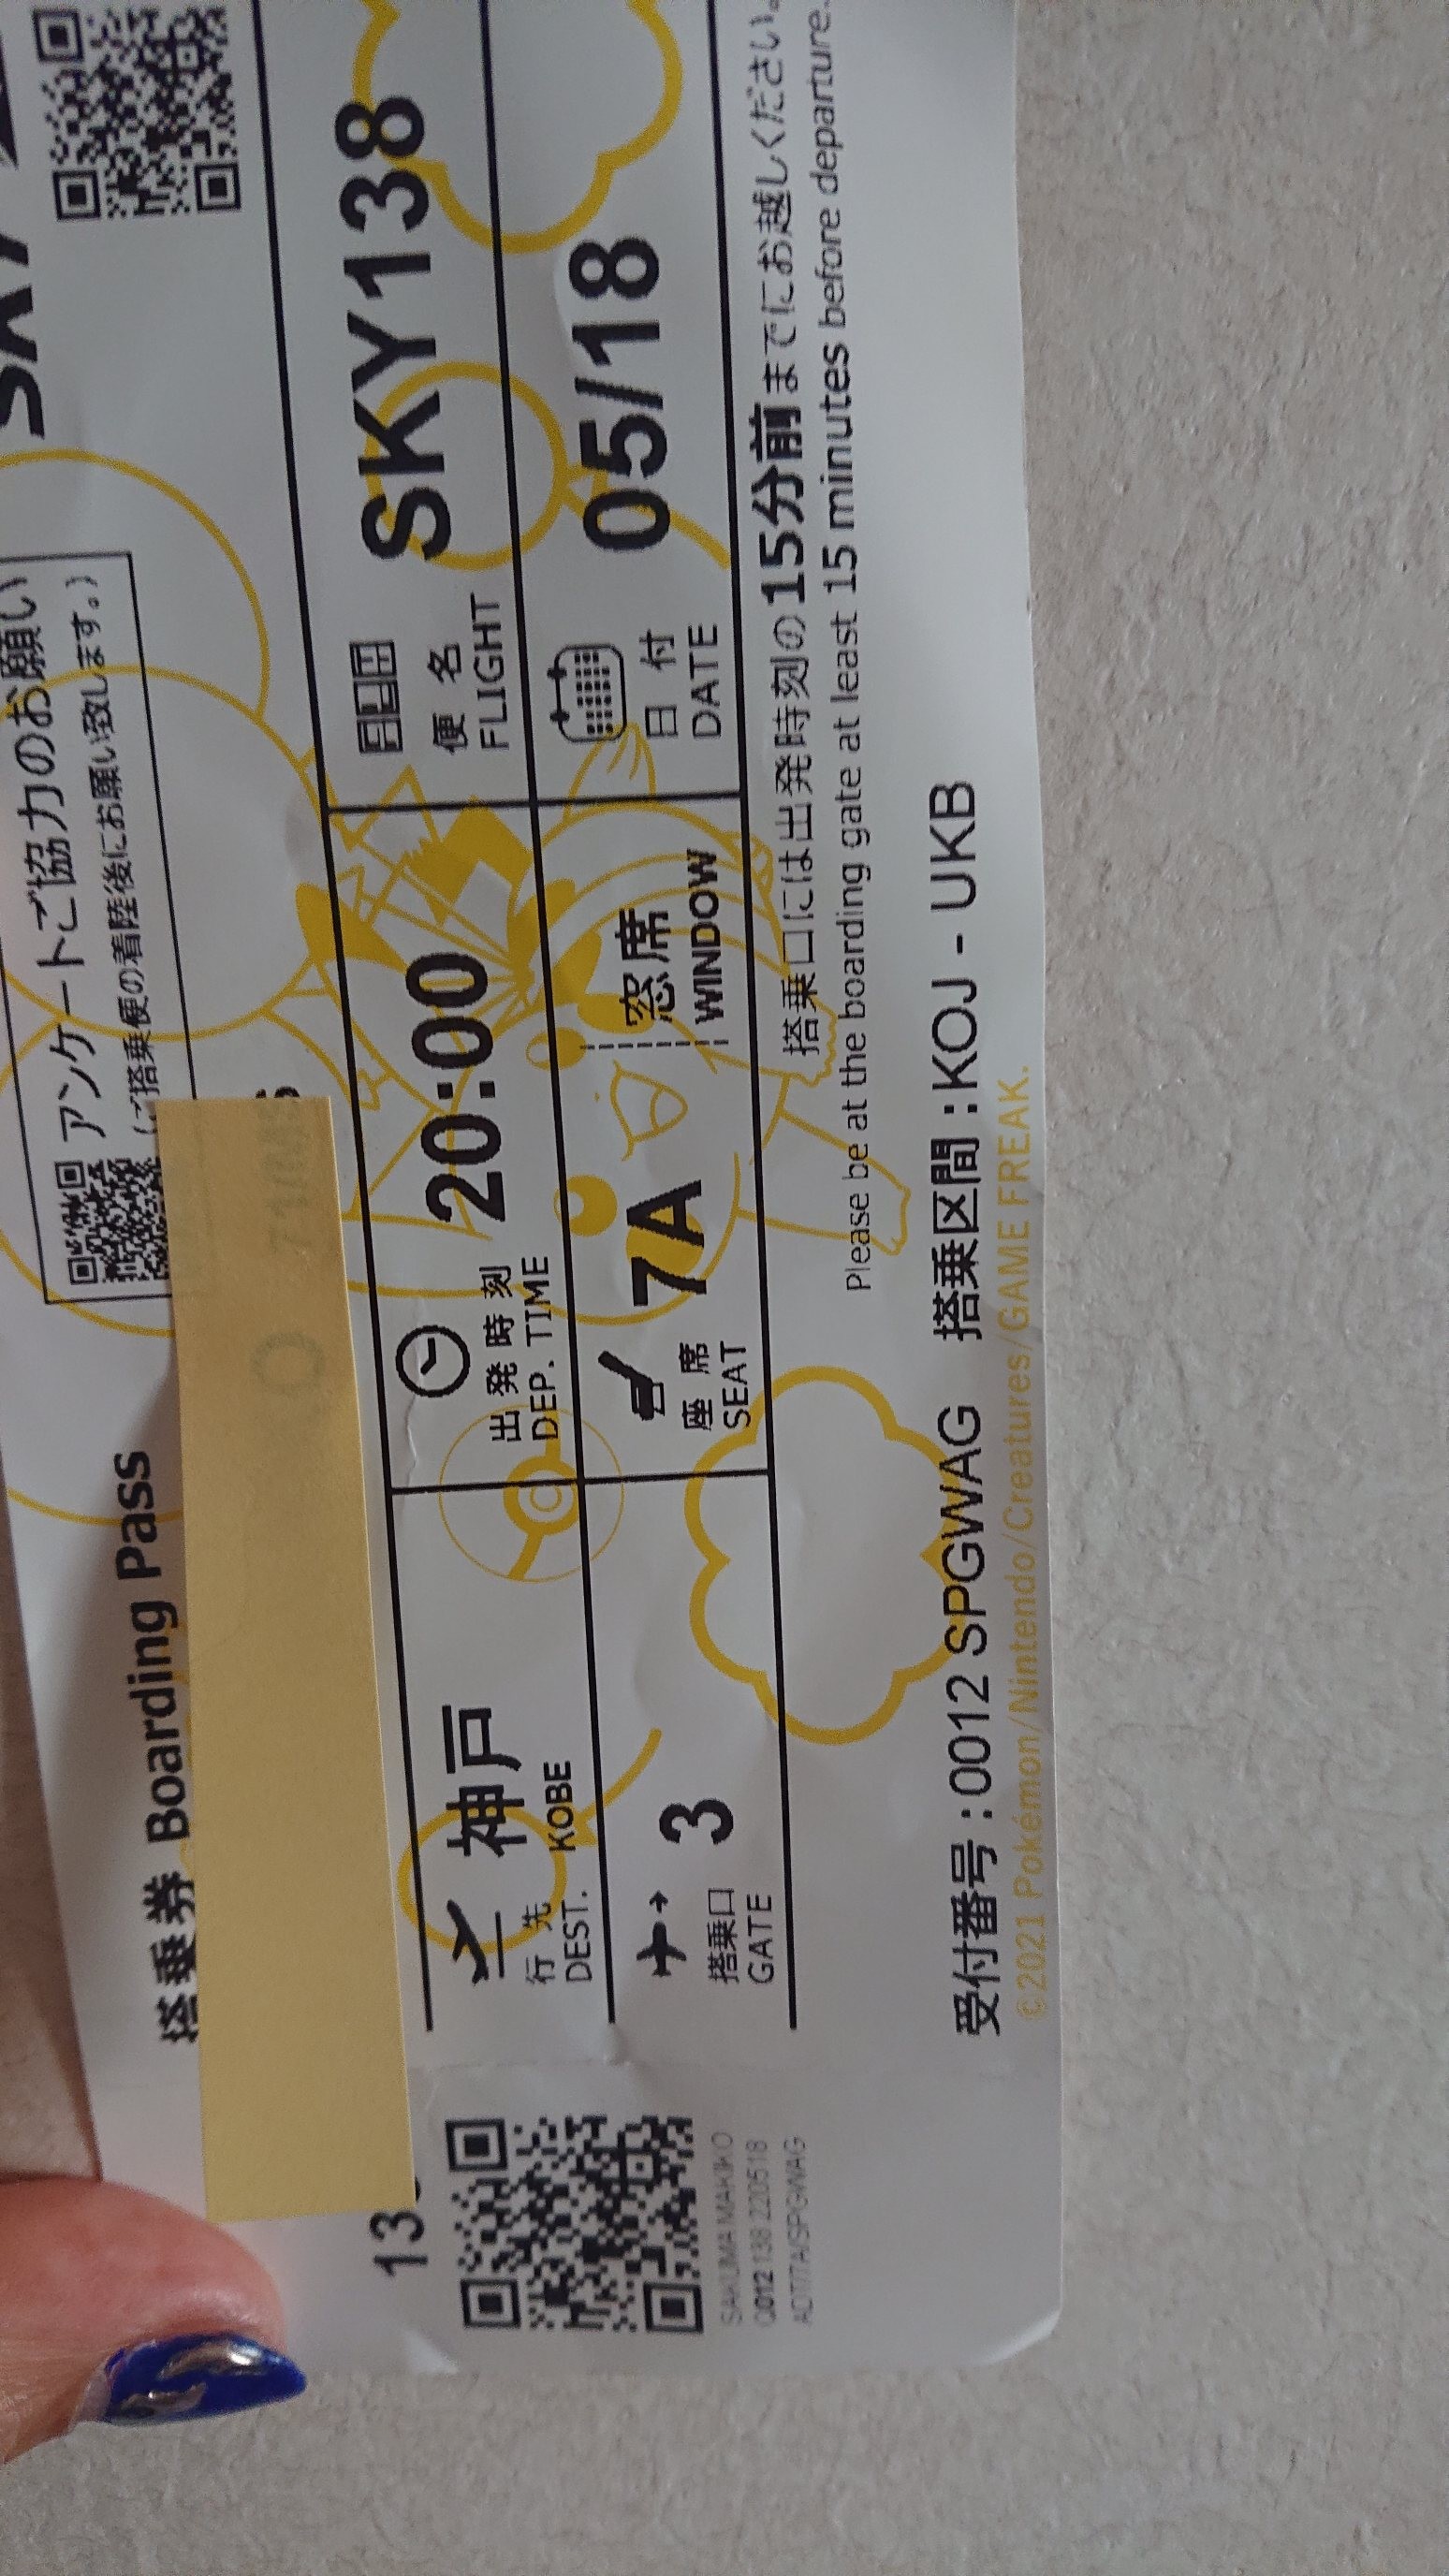 SKY
アンケートご協力のお願い
(ご搭乗便の着陸後にお願い致します。)
搭乗券 Boarding Pass
行先 DEST. 神戸 KOBE
出発時刻 DEP. TIME 20:00
便名 FLIGHT SKY138
搭乗口 GATE 3
座席 SEAT 7A 窓席 WINDOW
日付 DATE 05/18
搭乗口には出発時刻の15分前までにお越しください。
Please be at the boarding gate at least 15 minutes before departure.
受付番号:0012 SPGWAG 搭乗区間:KOJ - UKB
©2021 Pokémon/Nintendo/Creatures/GAME FREAK.
13
SAKUMA MAKIKO
Q012 138 220518